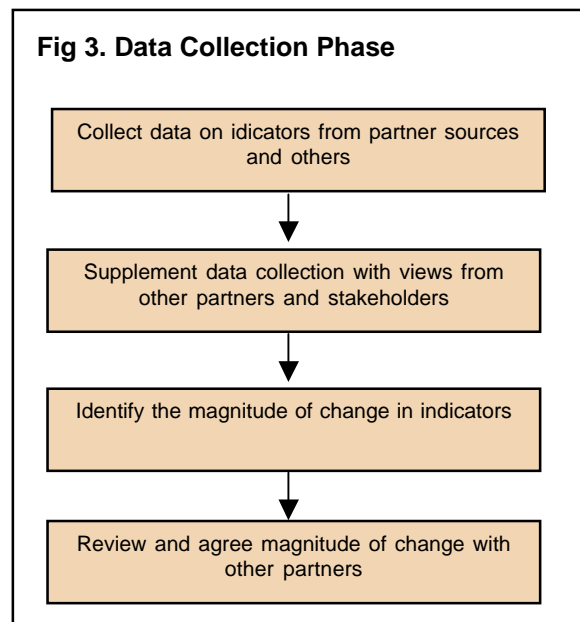 Fig 3. Data Collection Phase
Collect data on idicators from partner sources
and others
Supplement data collection with views from
other partners and stakeholders
Identify the magnitude of change in indicators
Review and agree magnitude of change with
other partners